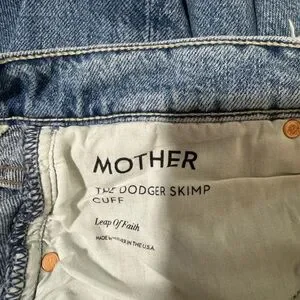 MOTHER
THE DODGER SKIMP
CUFF
Leap Of Faith
MADE W IN THE U.S.A.